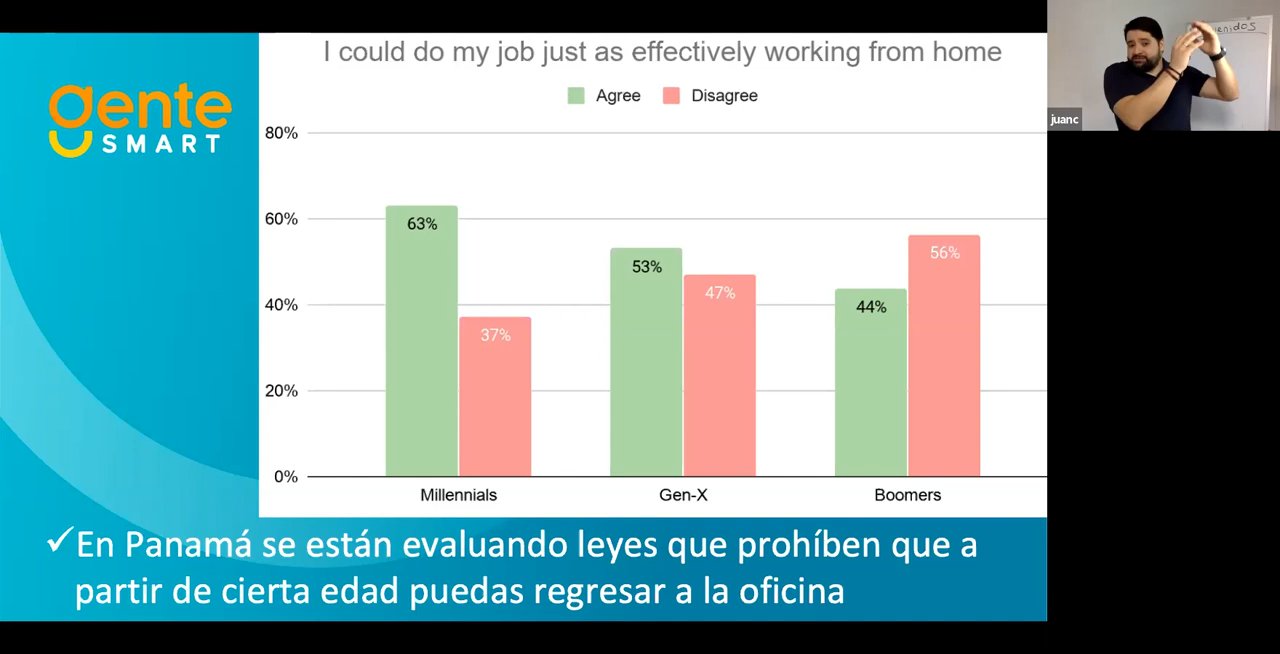 I could do my job just as effectively working from home
Agree Disagree
gente
SMART
80%
60%
40%
20%
0%
63%
37%
53%
47%
44%
56%
Millennials Gen-X Boomers
✓En Panamá se están evaluando leyes que prohíben que a
partir de cierta edad puedas regresar a la oficina
juanc